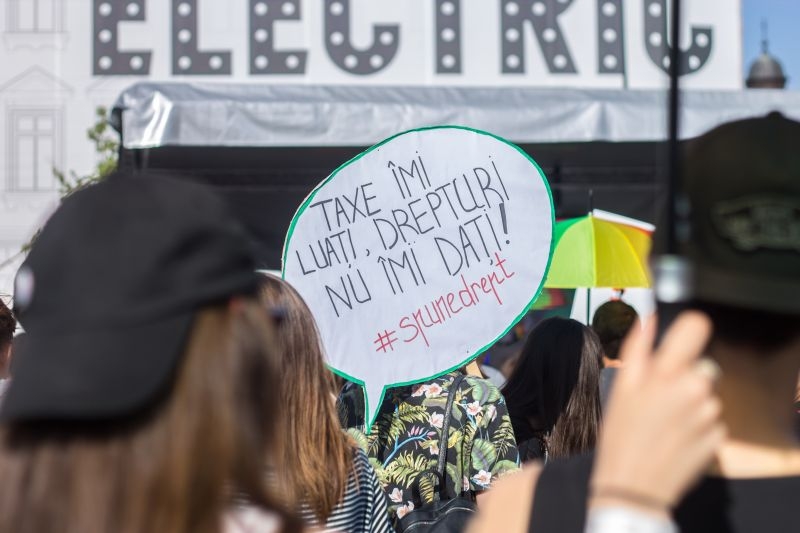 ELECTRIC
TAXE ÎMI
LUAȚI, DREPTURI
NU ÎMI DAȚI!
#spunedrept